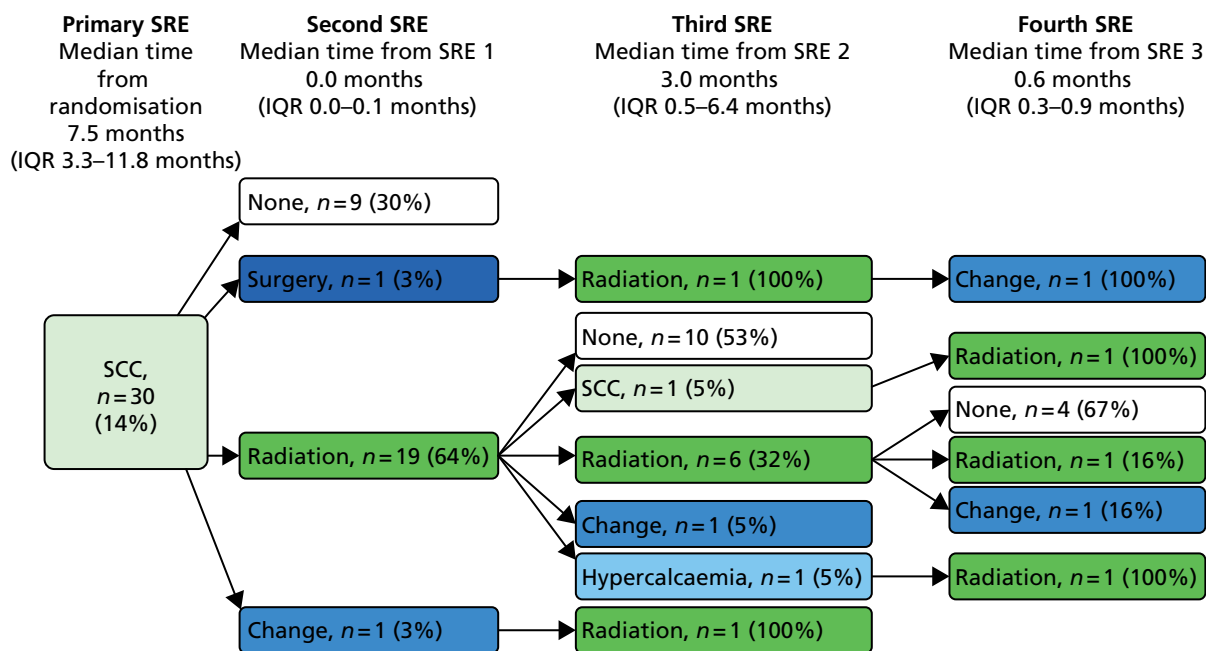 Primary SRE
Median time
from
randomisation
7.5 months
(IQR 3.3–11.8 months)
Second SRE
Median time from SRE 1
0.0 months
(IQR 0.0–0.1 months)
Third SRE
Median time from SRE 2
3.0 months
(IQR 0.5–6.4 months)
Fourth SRE
Median time from SRE 3
0.6 months
(IQR 0.3–0.9 months)
SCC,
n=30
(14%)
None, n=9 (30%)
Surgery, n=1 (3%)
Radiation, n=19 (64%)
Change, n=1 (3%)
Radiation, n=1 (100%)
None, n=10 (53%)
SCC, n=1 (5%)
Radiation, n=6 (32%)
Change, n=1 (5%)
Hypercalcaemia, n=1 (5%)
Radiation, n=1 (100%)
Change, n=1 (100%)
Radiation, n=1 (100%)
None, n=4 (67%)
Radiation, n=1 (16%)
Change, n=1 (16%)
Radiation, n=1 (100%)